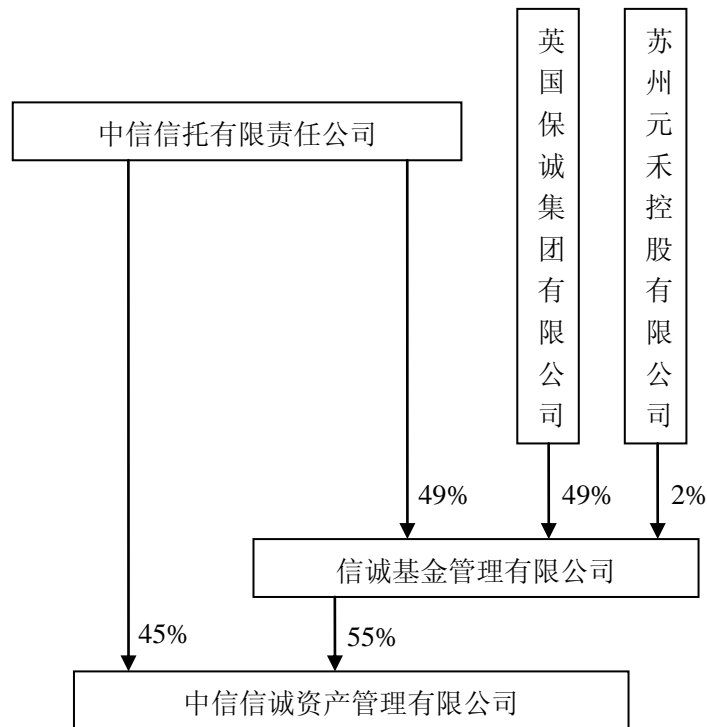 中信信托有限责任公司
英国保诚集团有限公司
苏州元禾控股有限公司
49%
49%
2%
信诚基金管理有限公司
45%
55%
中信信诚资产管理有限公司